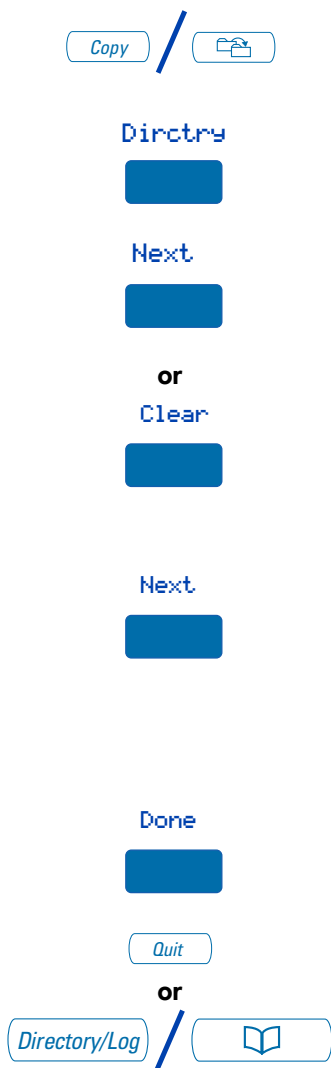 Copy
Dirctry
Next
or
Clear
Next
Done
Quit
or
Directory/Log